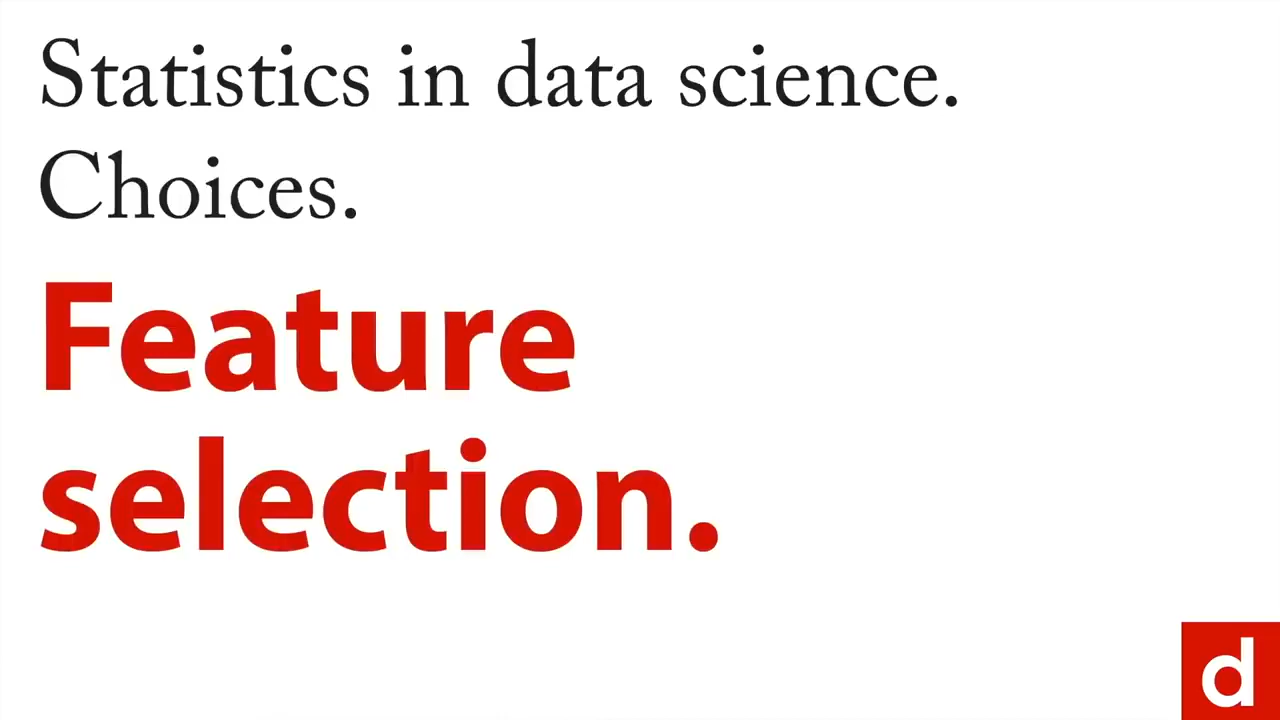 Statistics in data science.
Choices.
Feature
selection.
d